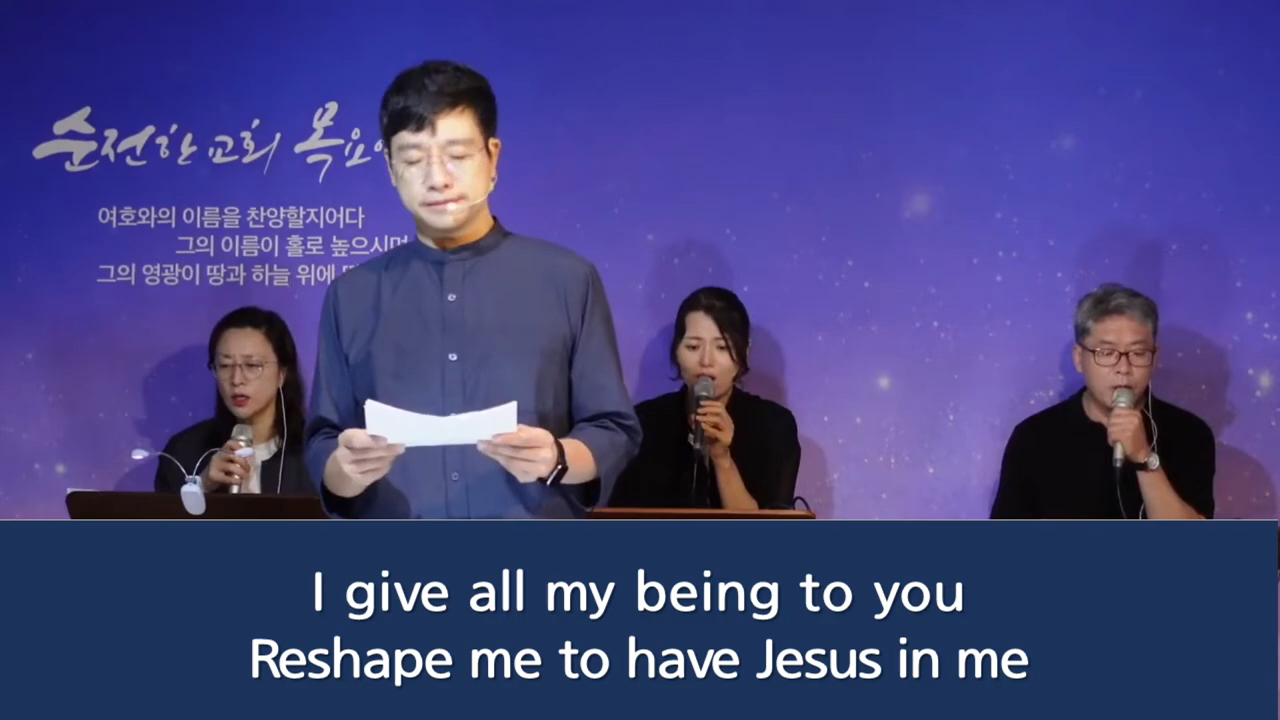 순전한 교회 목요
여호와의 이름을 찬양할지어다
그의 이름이 홀로 높으시며
그의 영광이 땅과 하늘 위에
I give all my being to you
Reshape me to have Jesus in me